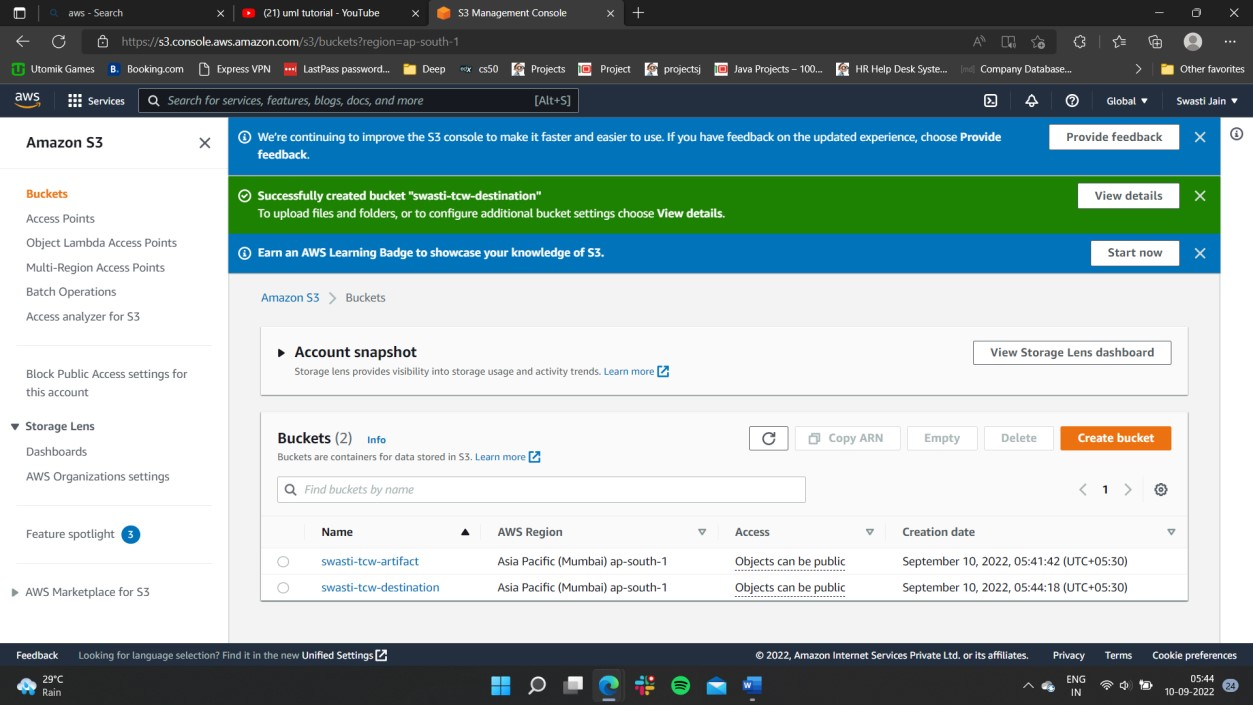 aws - Search
(21) uml tutorial - YouTube
S3 Management Console
https://s3.console.aws.amazon.com/s3/buckets?region=ap-south-1
Utomik Games
Booking.com
Express VPN
LastPass password...
Deep
cs50
Projects
Project
projectsj
Java Projects – 100...
HR Help Desk Syste...
Company Database...
Other favorites
aws
Services
Search for services, features, blogs, docs, and more
[Alt+S]
Global
Swasti Jain
Amazon S3
Buckets
Access Points
Object Lambda Access Points
Multi-Region Access Points
Batch Operations
Access analyzer for S3
Block Public Access settings for
this account
Storage Lens
Dashboards
AWS Organizations settings
Feature spotlight 3
AWS Marketplace for S3
We're continuing to improve the S3 console to make it faster and easier to use. If you have feedback on the updated experience, choose Provide
feedback.
Provide feedback
Successfully created bucket "swasti-tcw-destination"
To upload files and folders, or to configure additional bucket settings choose View details.
View details
Earn an AWS Learning Badge to showcase your knowledge of S3.
Start now
Amazon S3 > Buckets
Account snapshot
Storage lens provides visibility into storage usage and activity trends. Learn more
View Storage Lens dashboard
Buckets (2) Info
Buckets are containers for data stored in S3. Learn more
Copy ARN
Empty
Delete
Create bucket
Find buckets by name
1
Name AWS Region Access Creation date
swasti-tcw-artifact Asia Pacific (Mumbai) ap-south-1 Objects can be public September 10, 2022, 05:41:42 (UTC+05:30)
swasti-tcw-destination Asia Pacific (Mumbai) ap-south-1 Objects can be public September 10, 2022, 05:44:18 (UTC+05:30)
Feedback
Looking for language selection? Find it in the new Unified Settings
© 2022, Amazon Internet Services Private Ltd. or its affiliates.
Privacy
Terms
Cookie preferences
29°C
Rain
ENG
IN
05:44
10-09-2022
24